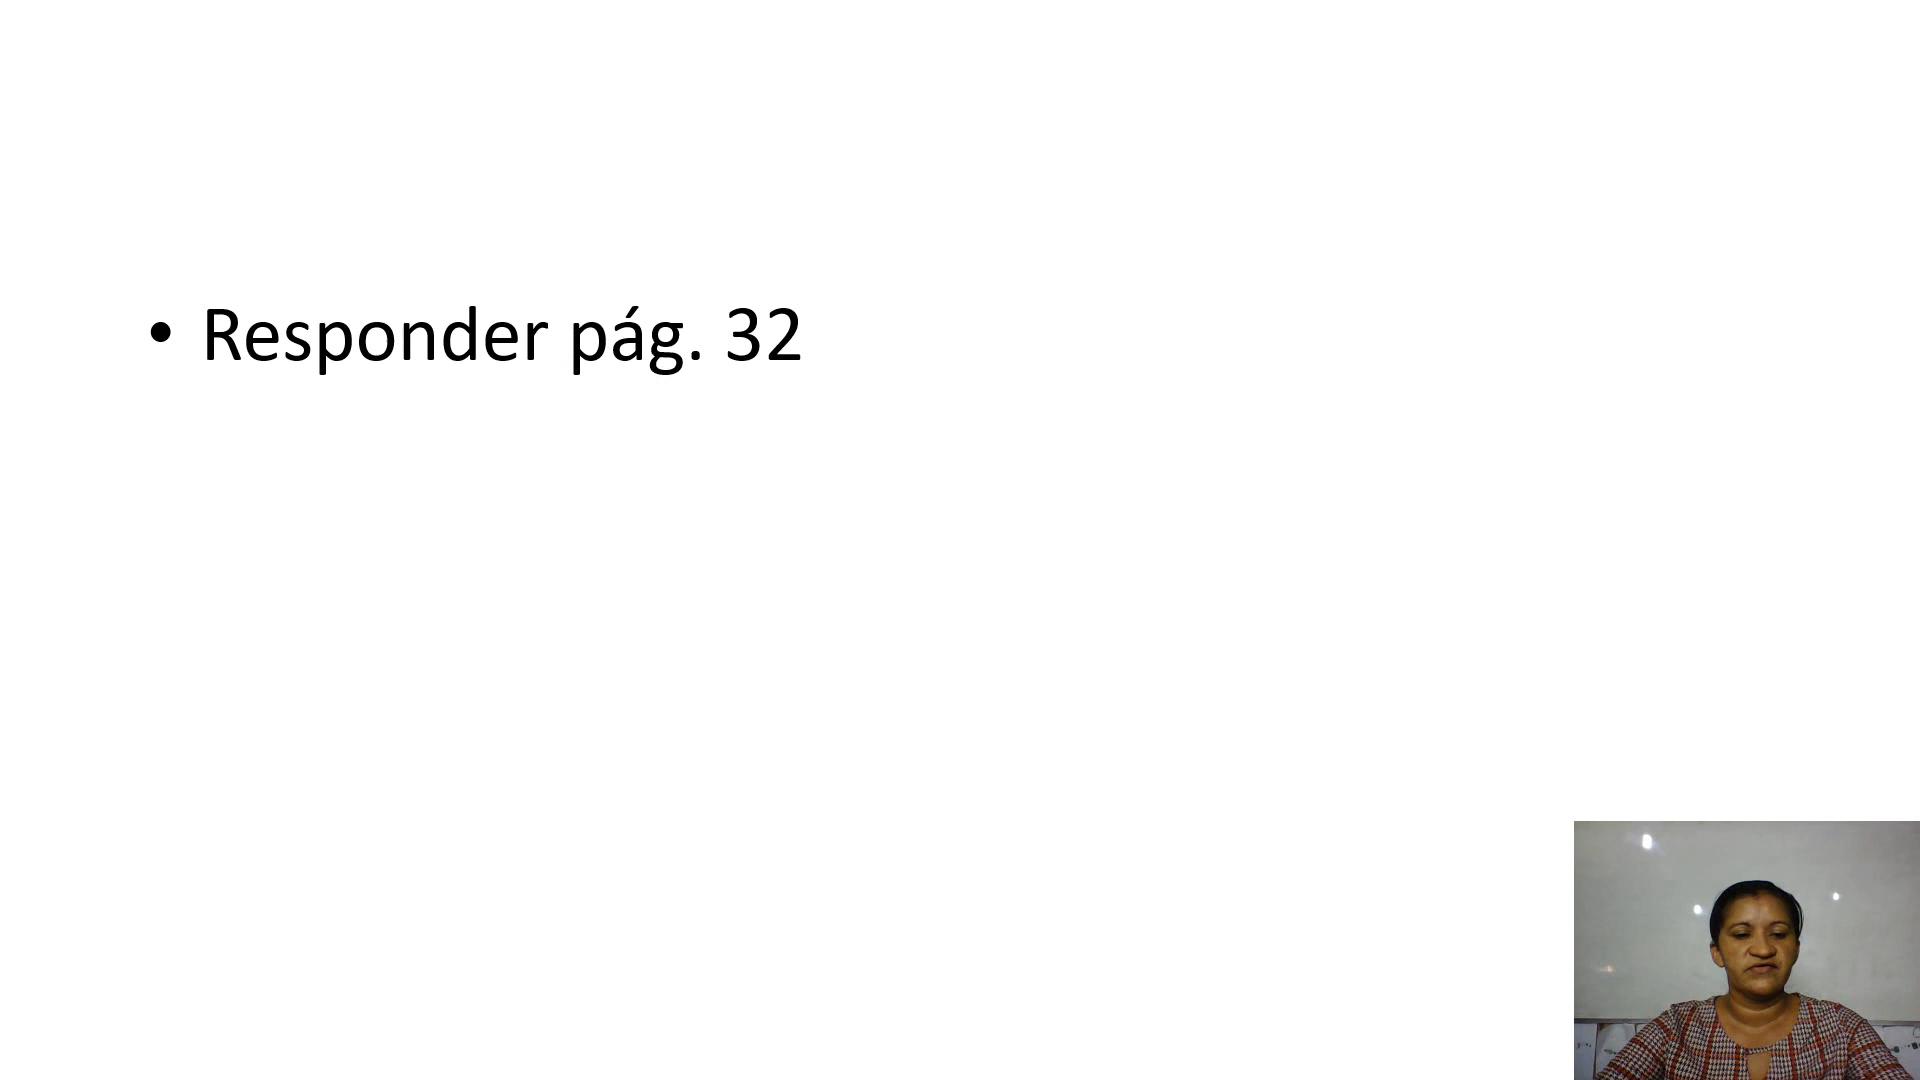 • Responder pág. 32